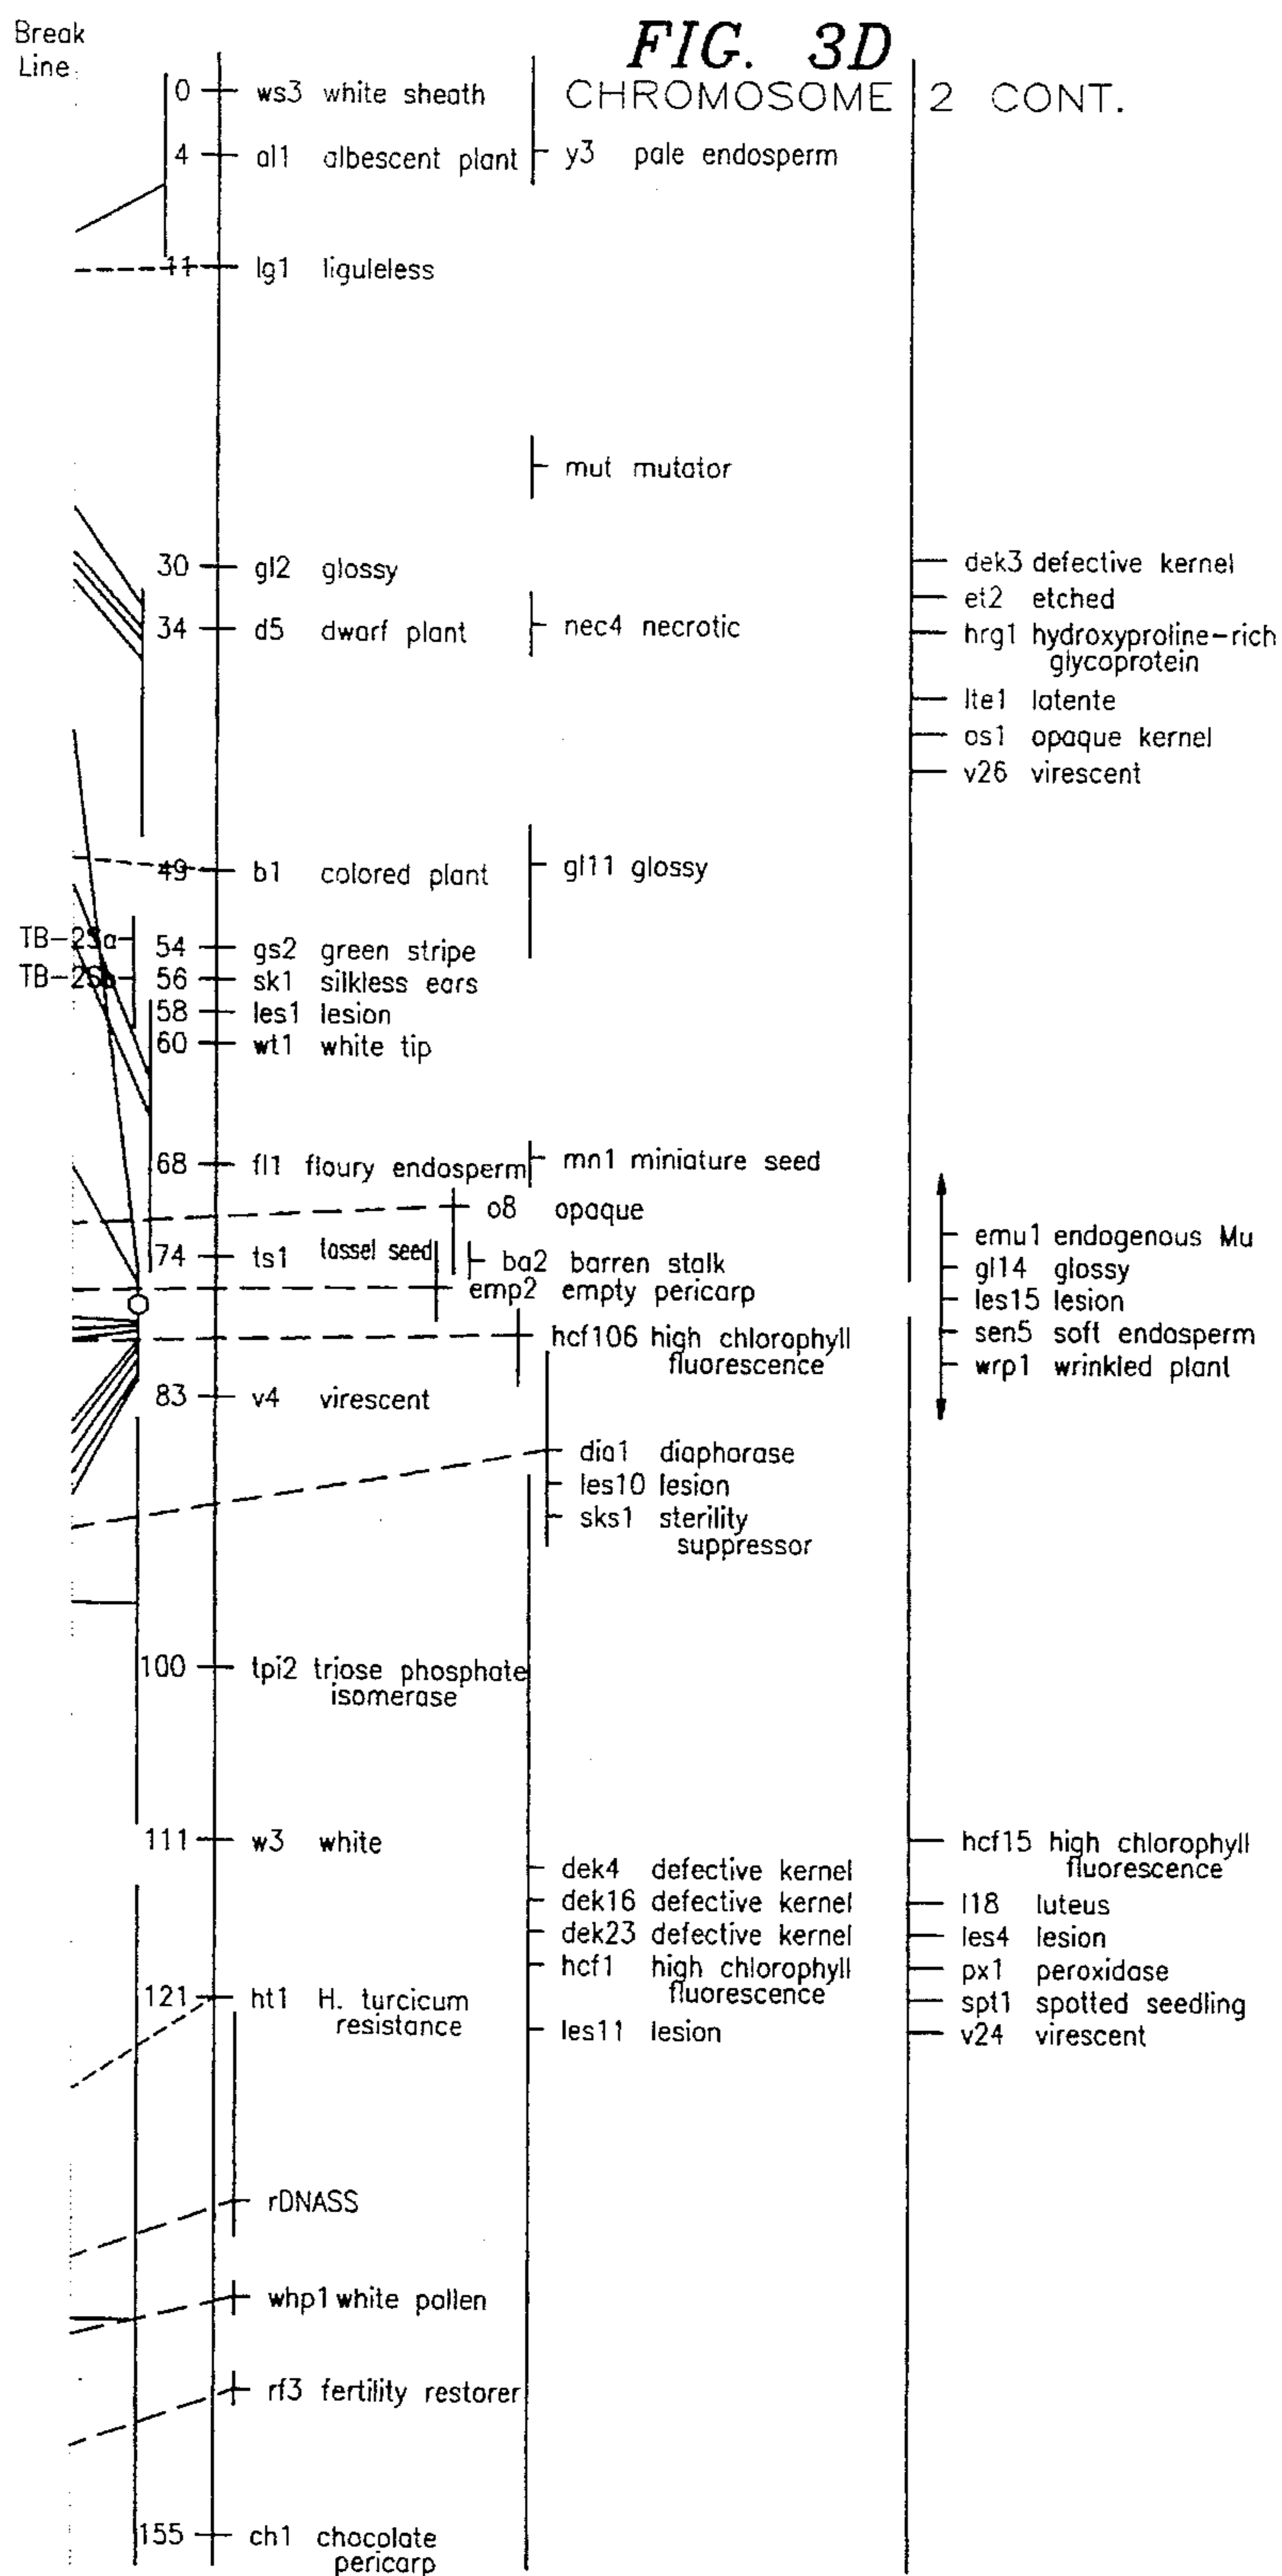 Break
Line
FIG. 3D
CHROMOSOME 2 CONT.
0 ws3 white sheath
4 al1 albescent plant
y3 pale endosperm
11 lg1 liguleless
mut mutator
30 gl2 glossy
dek3 defective kernel
et2 etched
34 d5 dwarf plant
nec4 necrotic
hrg1 hydroxyproline-rich
glycoprotein
lte1 latente
os1 opaque kernel
v26 virescent
49 b1 colored plant
gl11 glossy
TB-2Sa
54 gs2 green stripe
TB-2Sb
56 sk1 silkless ears
58 les1 lesion
60 wt1 white tip
68 fl1 floury endosperm
mn1 miniature seed
o8 opaque
emu1 endogenous Mu
74 ts1 tassel seed
ba2 barren stalk
gl14 glossy
emp2 empty pericarp
les15 lesion
hcf106 high chlorophyll
fluorescence
sen5 soft endosperm
wrp1 wrinkled plant
83 v4 virescent
dia1 diaphorase
les10 lesion
sks1 sterility
suppressor
100 tpi2 triose phosphate
isomerase
111 w3 white
hcf15 high chlorophyll
fluorescence
dek4 defective kernel
dek16 defective kernel
l18 luteus
dek23 defective kernel
les4 lesion
hcf1 high chlorophyll
fluorescence
px1 peroxidase
121 ht1 H. turcicum
resistance
spt1 spotted seedling
les11 lesion
v24 virescent
rDNASS
whp1 white pollen
rf3 fertility restorer
155 ch1 chocolate
pericarp